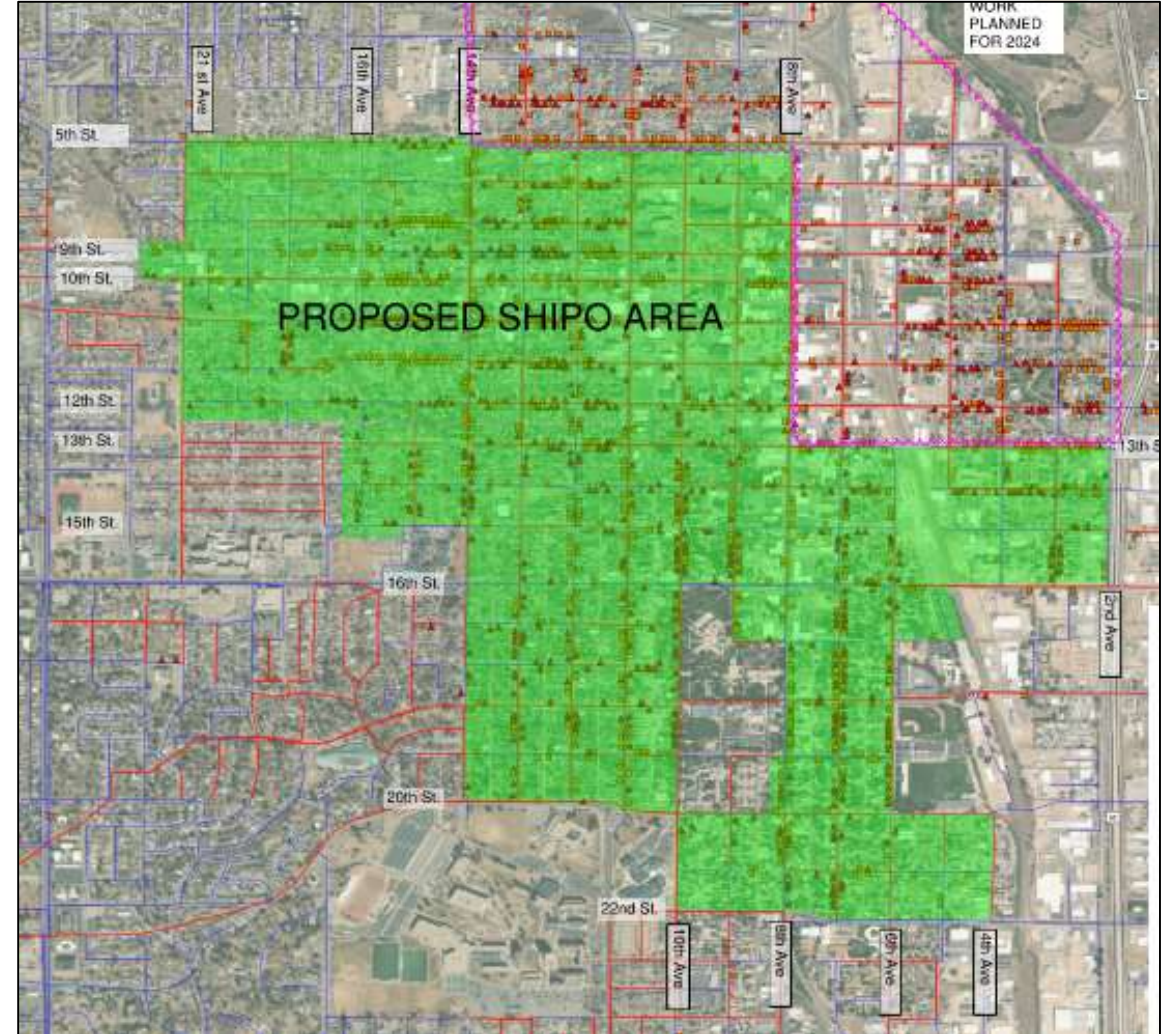 WORK
PLANNED
FOR 2024
21 st Ave
16th Ave
14th Ave
8th Ave
5th St.
9th St.
10th St.
PROPOSED SHIPO AREA
12th St.
13th St.
13th S
15th St.
16th St.
2nd Ave
20th St.
22nd St.
10th Ave
8th Ave
6th Ave
4th Ave